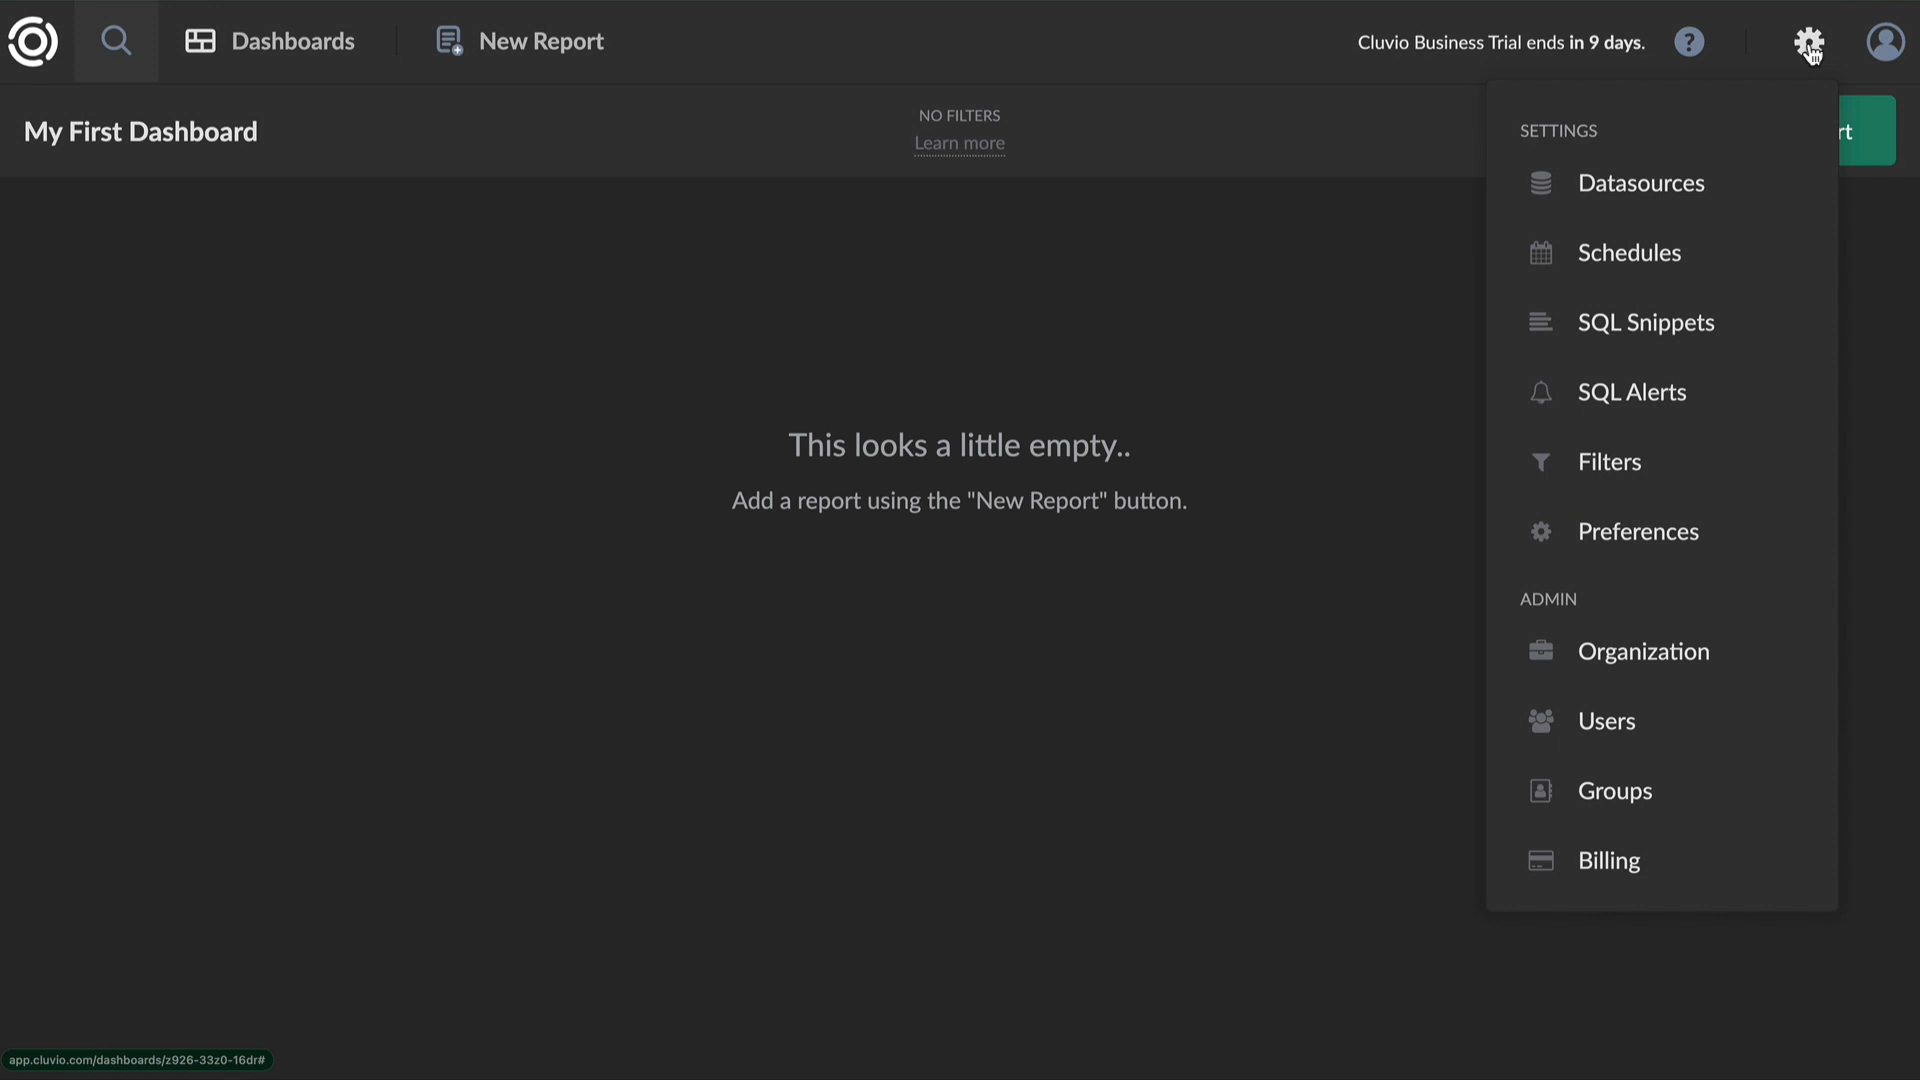 Dashboards
New Report
Cluvio Business Trial ends in 9 days.
?
My First Dashboard
NO FILTERS
Learn more
rt
SETTINGS
Datasources
Schedules
SQL Snippets
SQL Alerts
Filters
Preferences
ADMIN
Organization
Users
Groups
Billing
This looks a little empty..
Add a report using the "New Report" button.
app.cluvio.com/dashboards/z926-33z0-16dr#